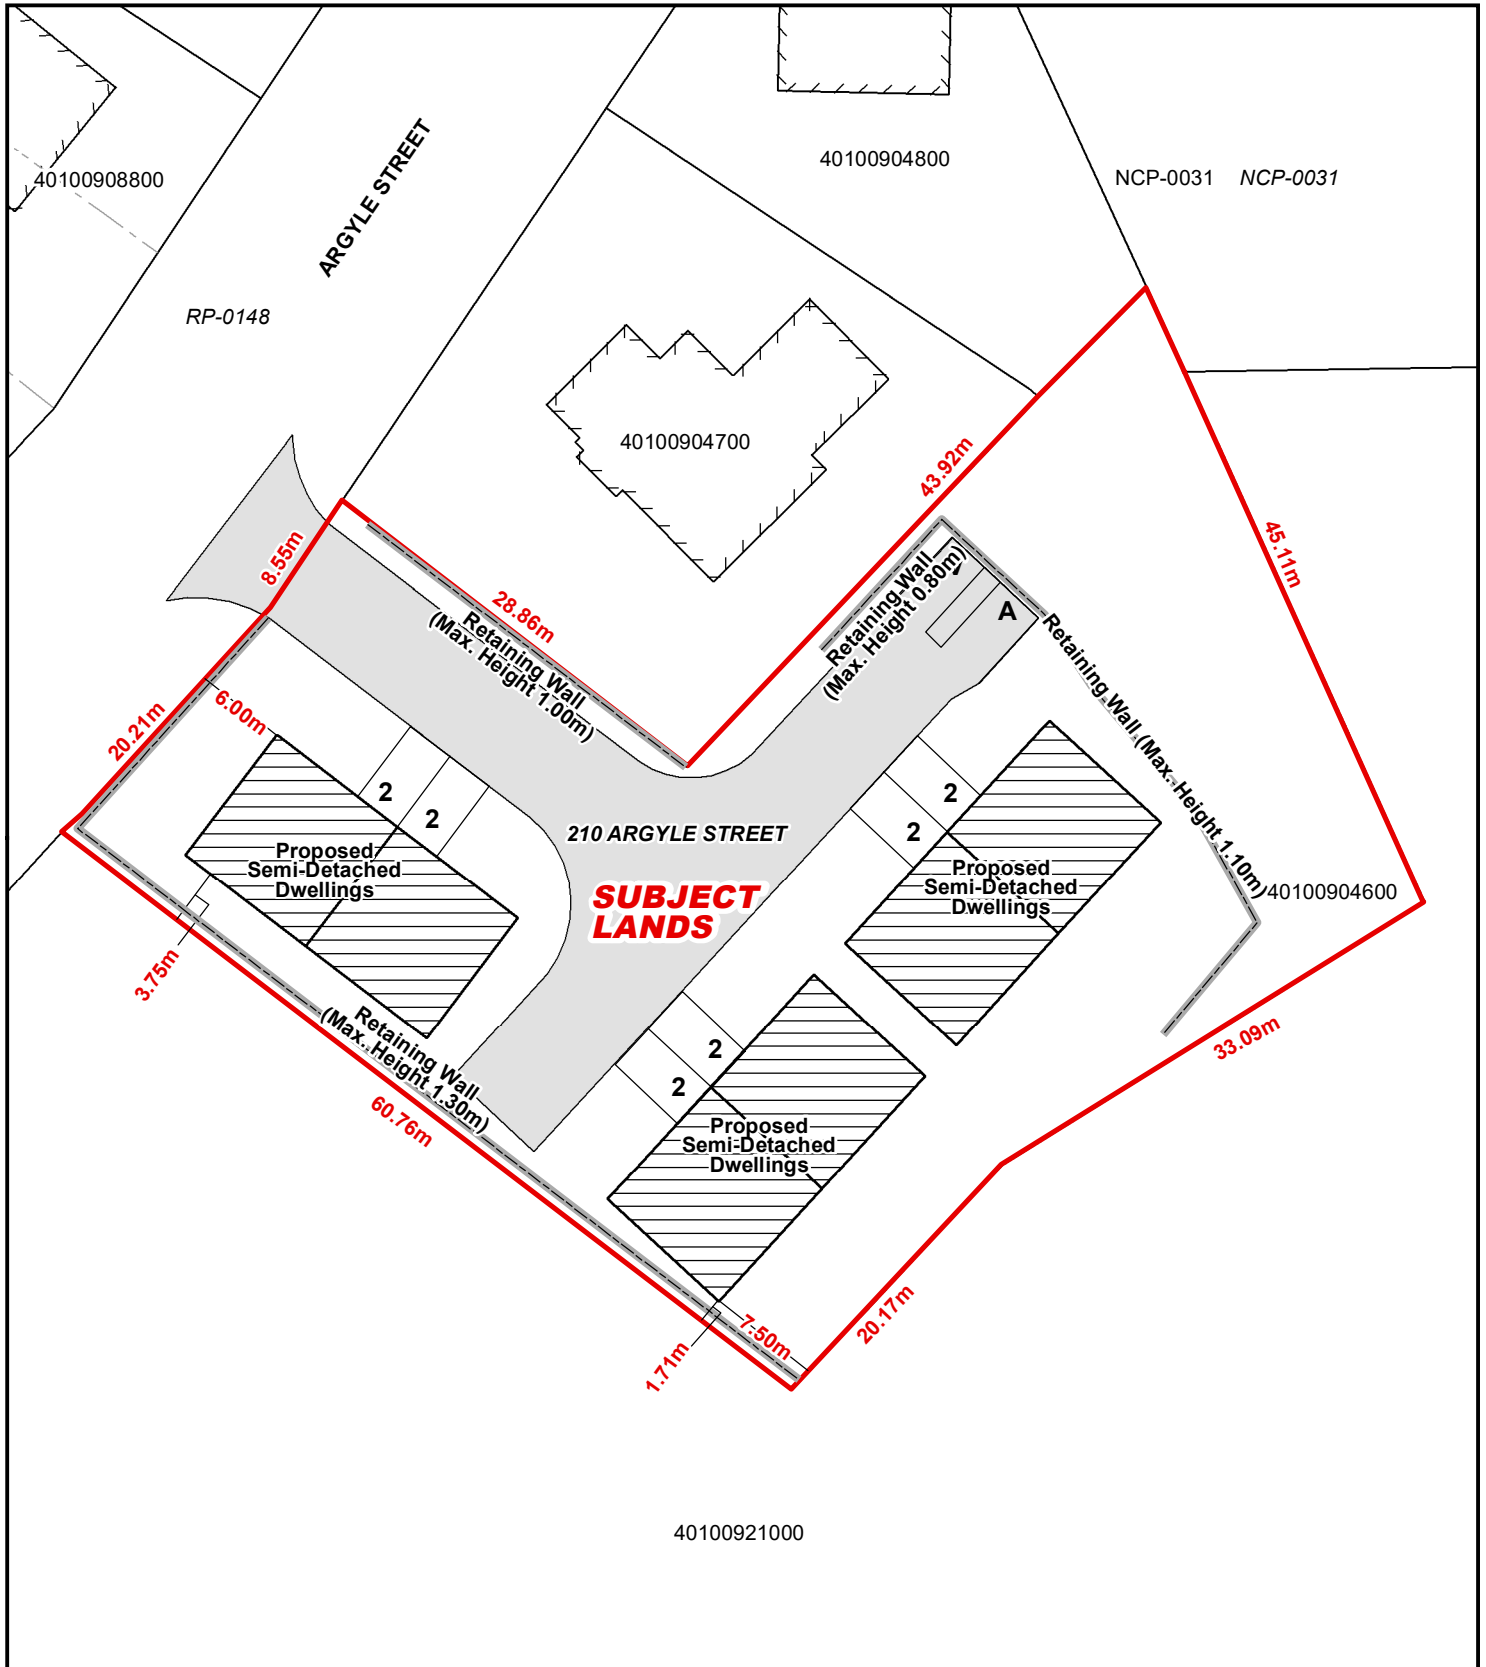 40100904800
NCP-0031 NCP-0031
40100908800
ARGYLE STREET
RP-0148
40100904700
43.92m
45.11m
8.55m
28.86m
Retaining Wall
(Max. Height 1.00m)
Retaining Wall
(Max. Height 0.80m)
A
Retaining Wall (Max. Height 1.10m)
20.21m
6.00m
2
2
2
2
210 ARGYLE STREET
Proposed
Semi-Detached
Dwellings
SUBJECT
LANDS
Proposed
Semi-Detached
Dwellings
40100904600
3.75m
Retaining Wall
(Max. Height 1.30m)
60.76m
33.09m
2
2
Proposed
Semi-Detached
Dwellings
20.17m
7.50m
1.71m
40100921000